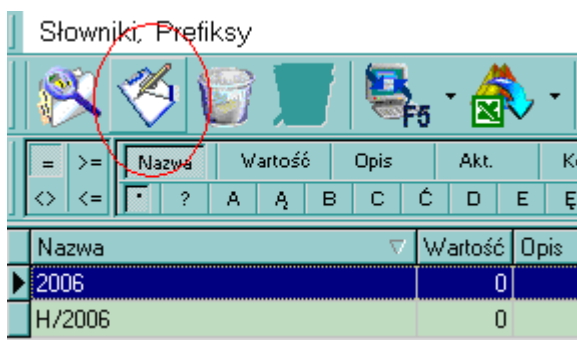 Słowniki, Prefiksy
F5
= >= Nazwa Wartość Opis Akt.
<> <= * ? A Ą B C Ć D E Ę
Nazwa Wartość Opis
2006 0
H/2006 0